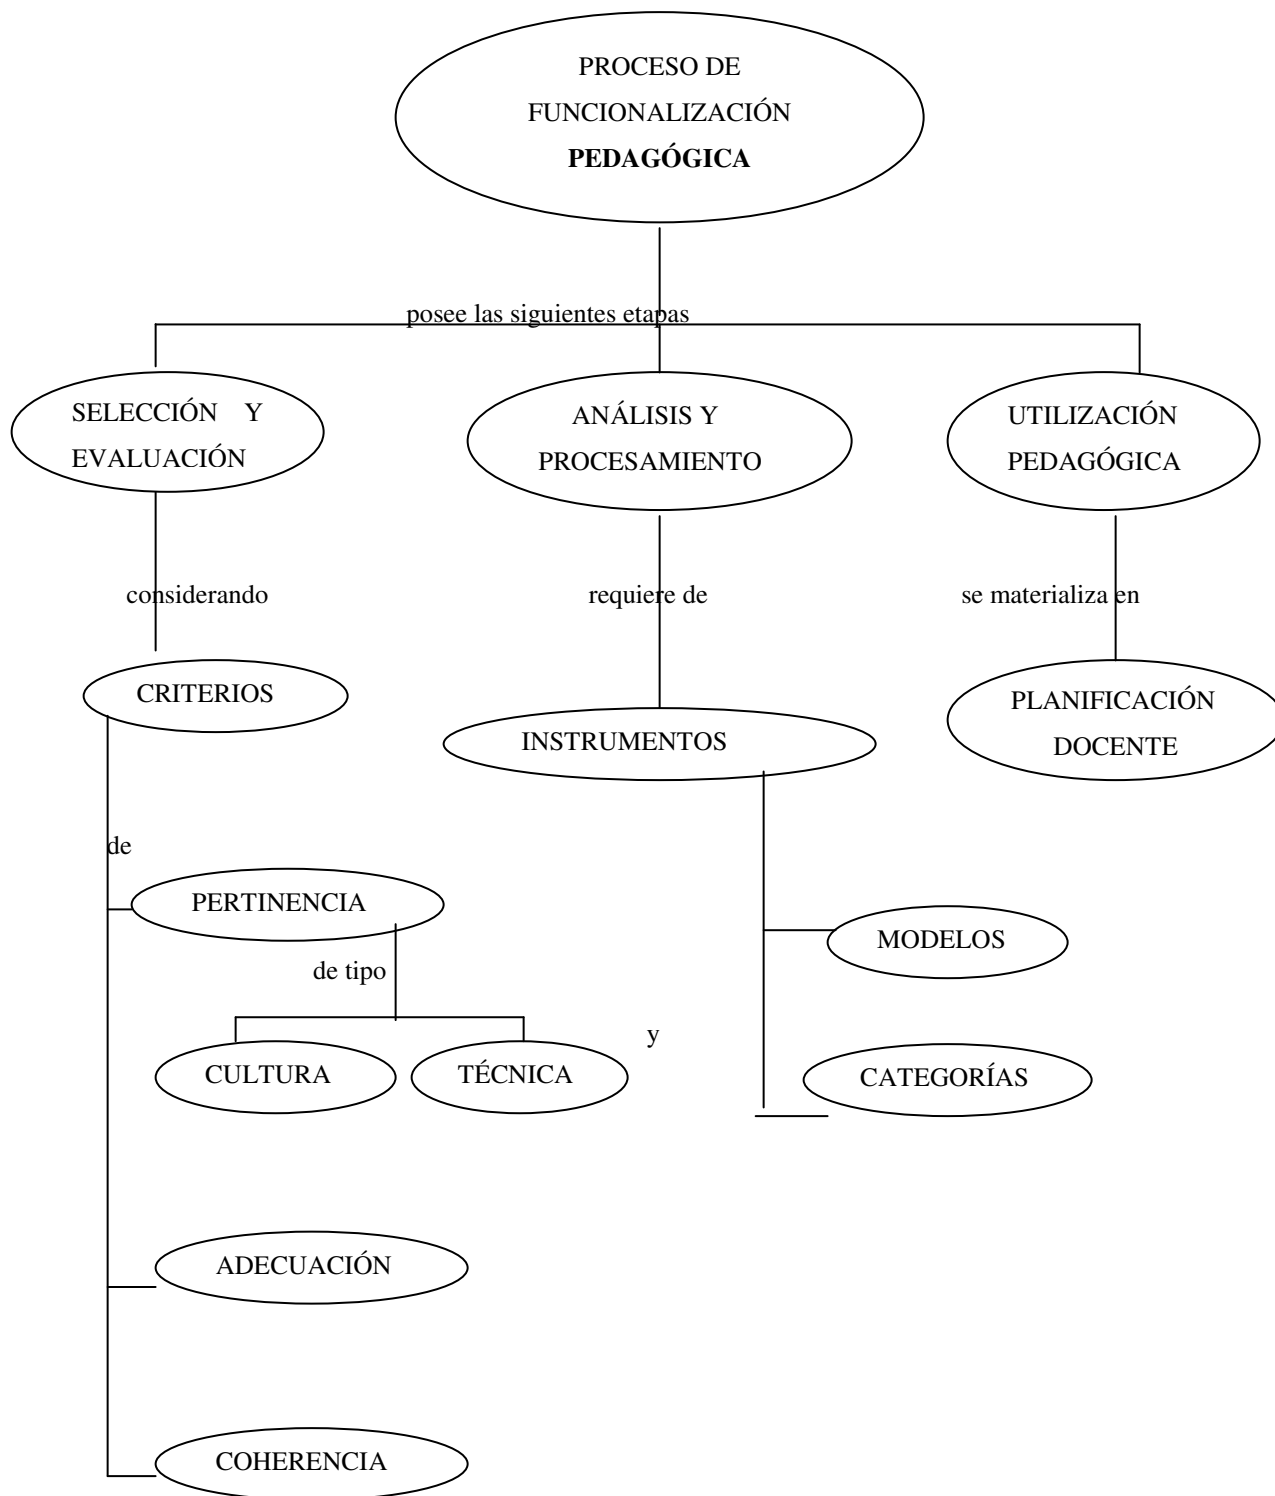 PROCESO DE
FUNCIONALIZACIÓN
PEDAGÓGICA
posee las siguientes etapas
SELECCIÓN Y
EVALUACIÓN
ANÁLISIS Y
PROCESAMIENTO
UTILIZACIÓN
PEDAGÓGICA
considerando
requiere de
se materializa en
CRITERIOS
INSTRUMENTOS
PLANIFICACIÓN
DOCENTE
de
PERTINENCIA
MODELOS
de tipo
y
CULTURA
TÉCNICA
CATEGORÍAS
ADECUACIÓN
COHERENCIA